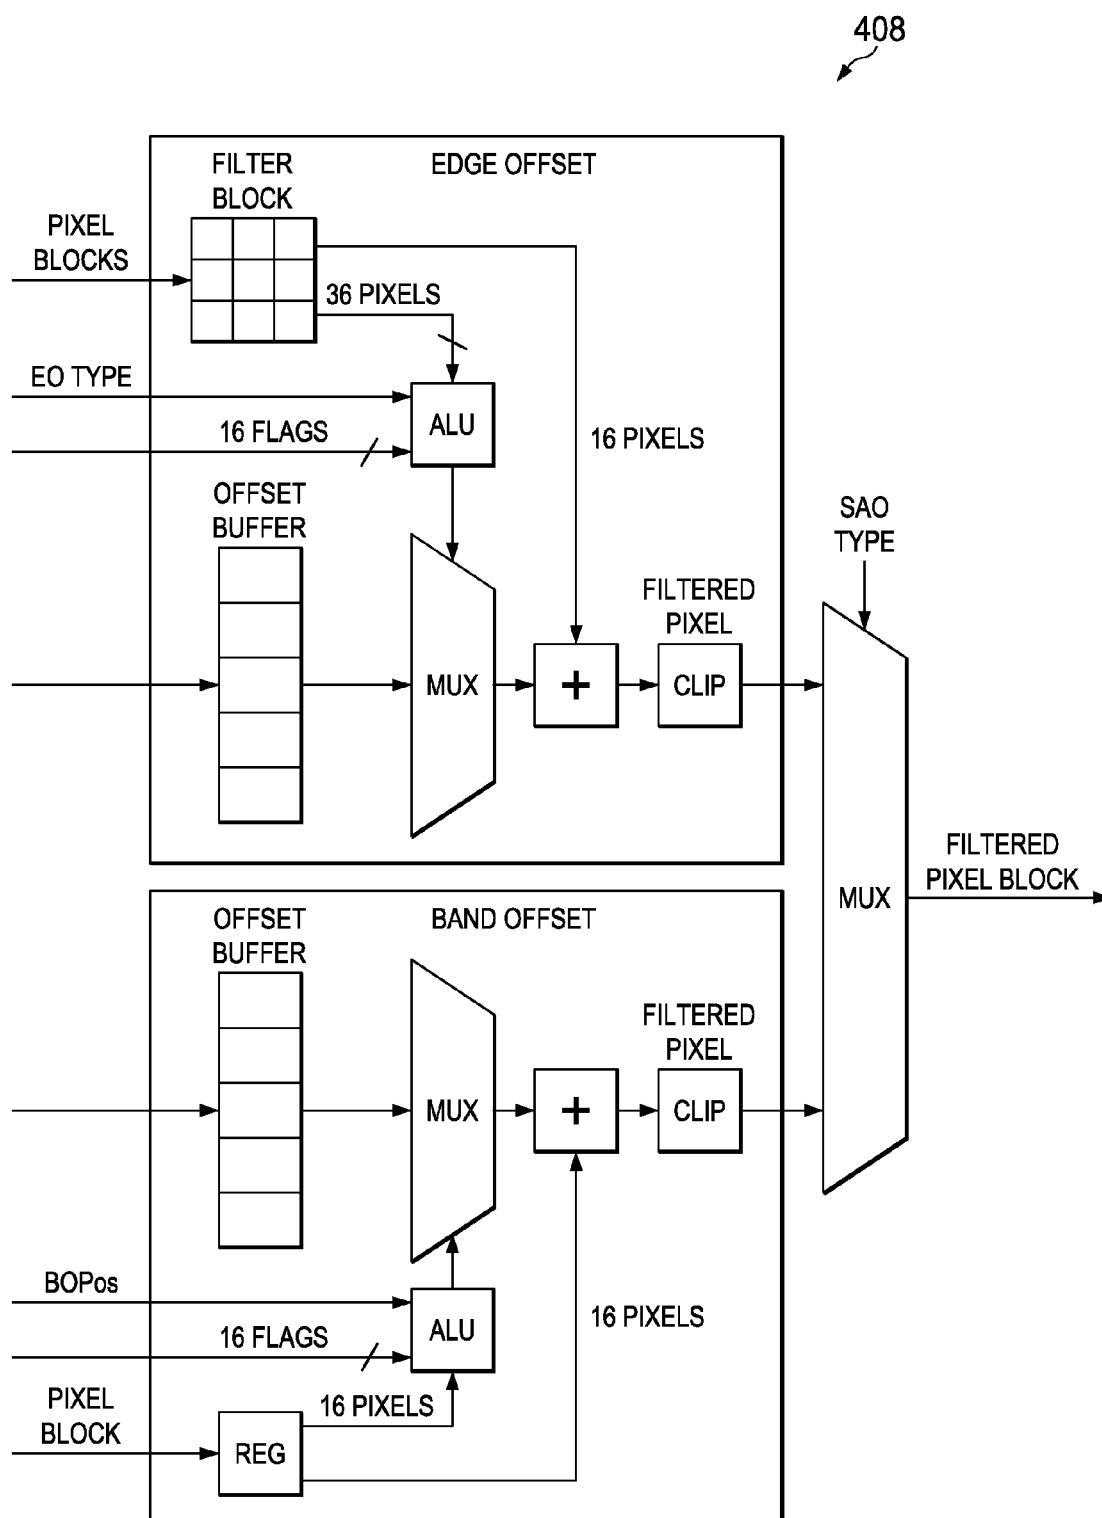 408
FILTER
BLOCK
EDGE OFFSET
PIXEL
BLOCKS
36 PIXELS
EO TYPE
ALU
16 FLAGS
16 PIXELS
OFFSET
BUFFER
SAO
TYPE
FILTERED
PIXEL
MUX
+
CLIP
FILTERED
PIXEL BLOCK
MUX
OFFSET
BUFFER
BAND OFFSET
FILTERED
PIXEL
MUX
+
CLIP
BOPos
ALU
16 FLAGS
16 PIXELS
PIXEL
BLOCK
16 PIXELS
REG